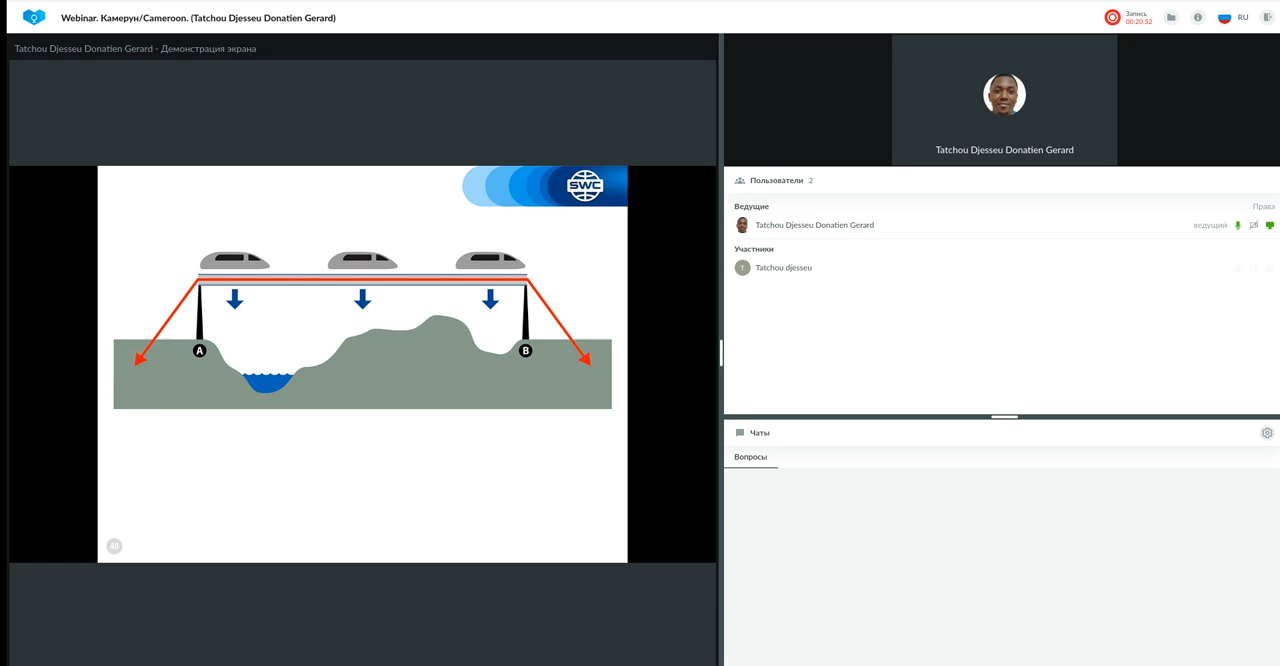 Webinar. Камерун/Cameroon. (Tatchou Djesseu Donatien Gerard)
Запись
00:20:52
RU
Tatchou Djesseu Donatien Gerard - Демонстрация экрана
SWC
A
B
40
Tatchou Djesseu Donatien Gerard
Пользователи 2
Ведущие Права
Tatchou Djesseu Donatien Gerard ведущий
Участники
T Tatchou djesseu
Чаты
Вопросы